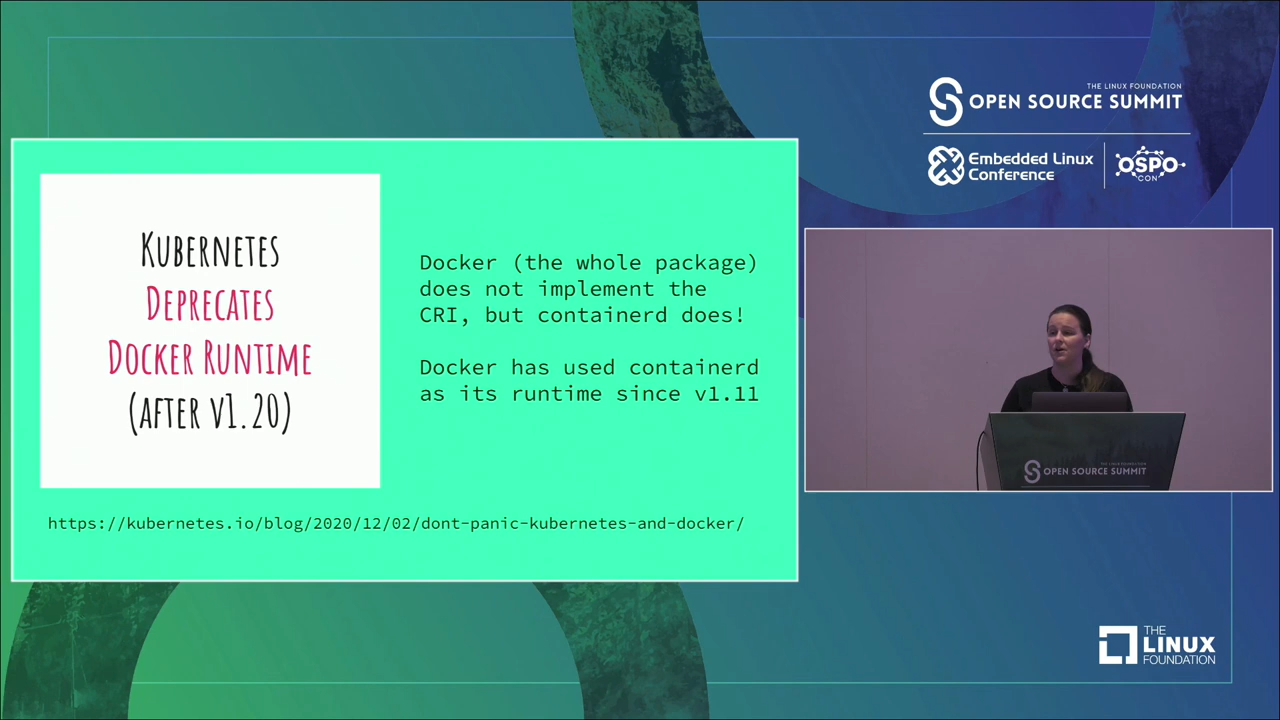 THE LINUX FOUNDATION
OPEN SOURCE SUMMIT
Embedded Linux
Conference
OSPO
CON
KUBERNETES
DEPRECATES
DOCKER RUNTIME
(AFTER V1.20)
Docker (the whole package)
does not implement the
CRI, but containerd does!
Docker has used containerd
as its runtime since v1.11
https://kubernetes.io/blog/2020/12/02/dont-panic-kubernetes-and-docker/
THE LINUX FOUNDATION
OPEN SOURCE SUMMIT
THE
LINUX
FOUNDATION